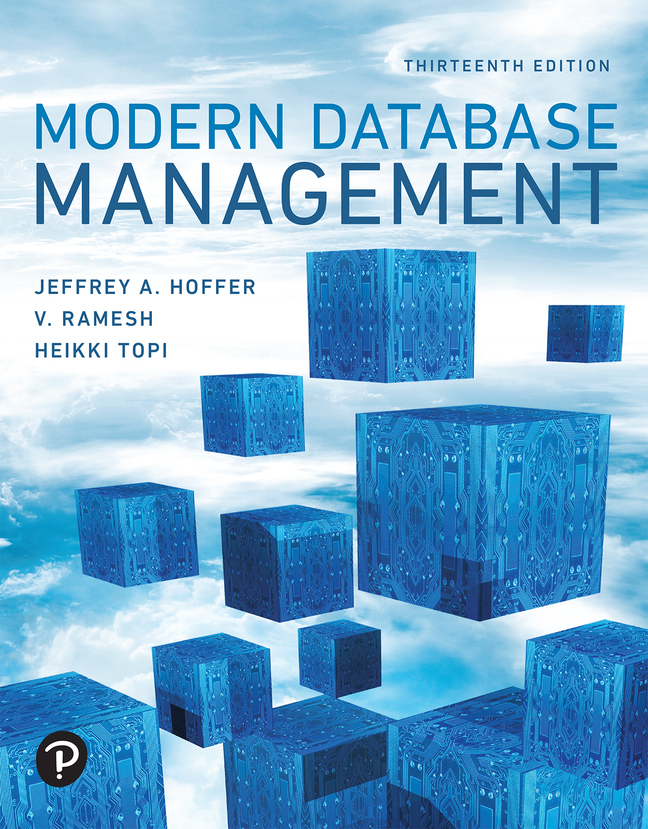 THIRTEENTH EDITION
MODERN DATABASE
MANAGEMENT
JEFFREY A. HOFFER
V. RAMESH
HEIKKI TOPI